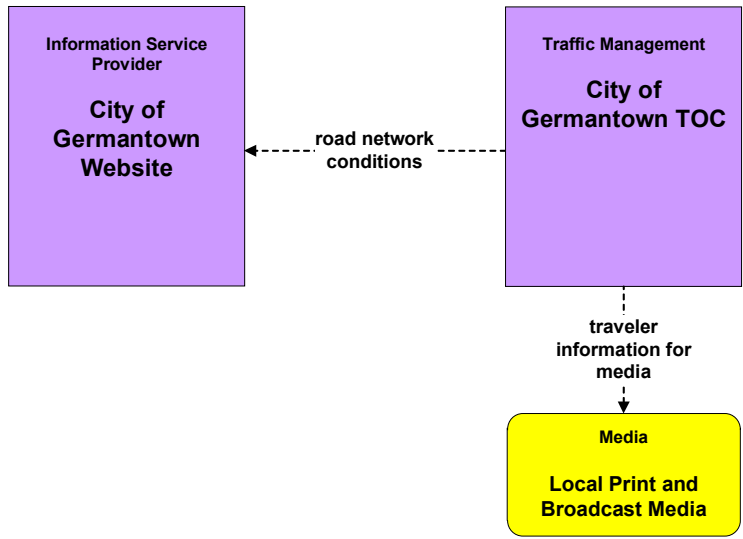 Information Service
Provider
City of
Germantown
Website
Traffic Management
City of
Germantown TOC
road network
conditions
traveler
information for
media
Media
Local Print and
Broadcast Media